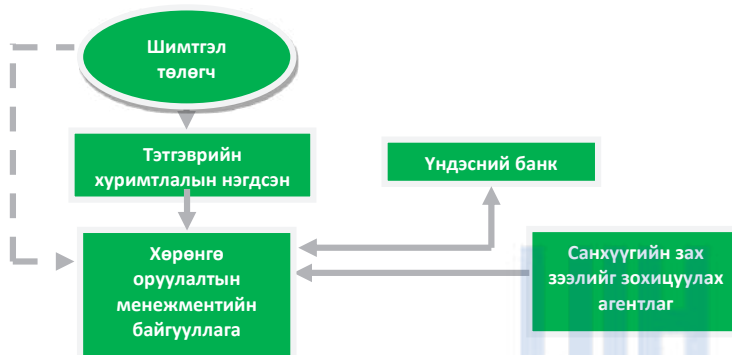 Шимтгэл
төлөгч
Тэтгэврийн
хуримтлалын нэгдсэн
Үндэсний банк
Хөрөнгө
оруулалтын
менежментийн
байгууллага
Санхүүгийн зах
зээлийг зохицуулах
агентлаг